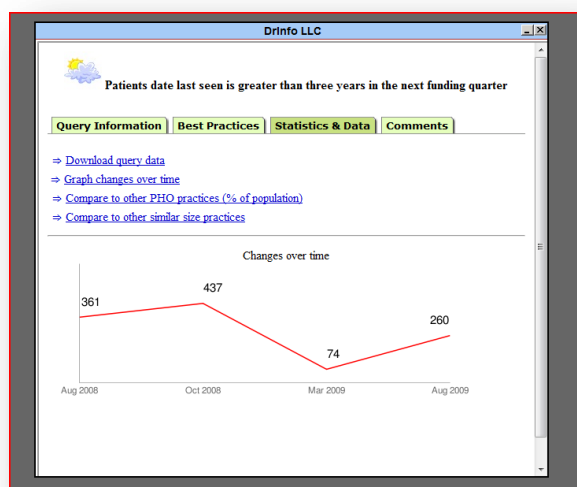 DrInfo LLC
Patients date last seen is greater than three years in the next funding quarter
Query Information Best Practices Statistics & Data Comments
⇒ Download query data
⇒ Graph changes over time
⇒ Compare to other PHO practices (% of population)
⇒ Compare to other similar size practices
Changes over time
437
361
260
74
Aug 2008 Oct 2008 Mar 2009 Aug 2009